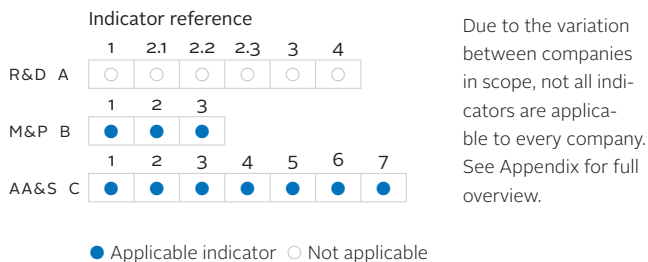 Indicator reference
1 2.1 2.2 2.3 3 4
R&D A
1 2 3
M&P B
1 2 3 4 5 6 7
AA&S C
Applicable indicator Not applicable
Due to the variation
between companies
in scope, not all indi-
cators are applica-
ble to every company.
See Appendix for full
overview.